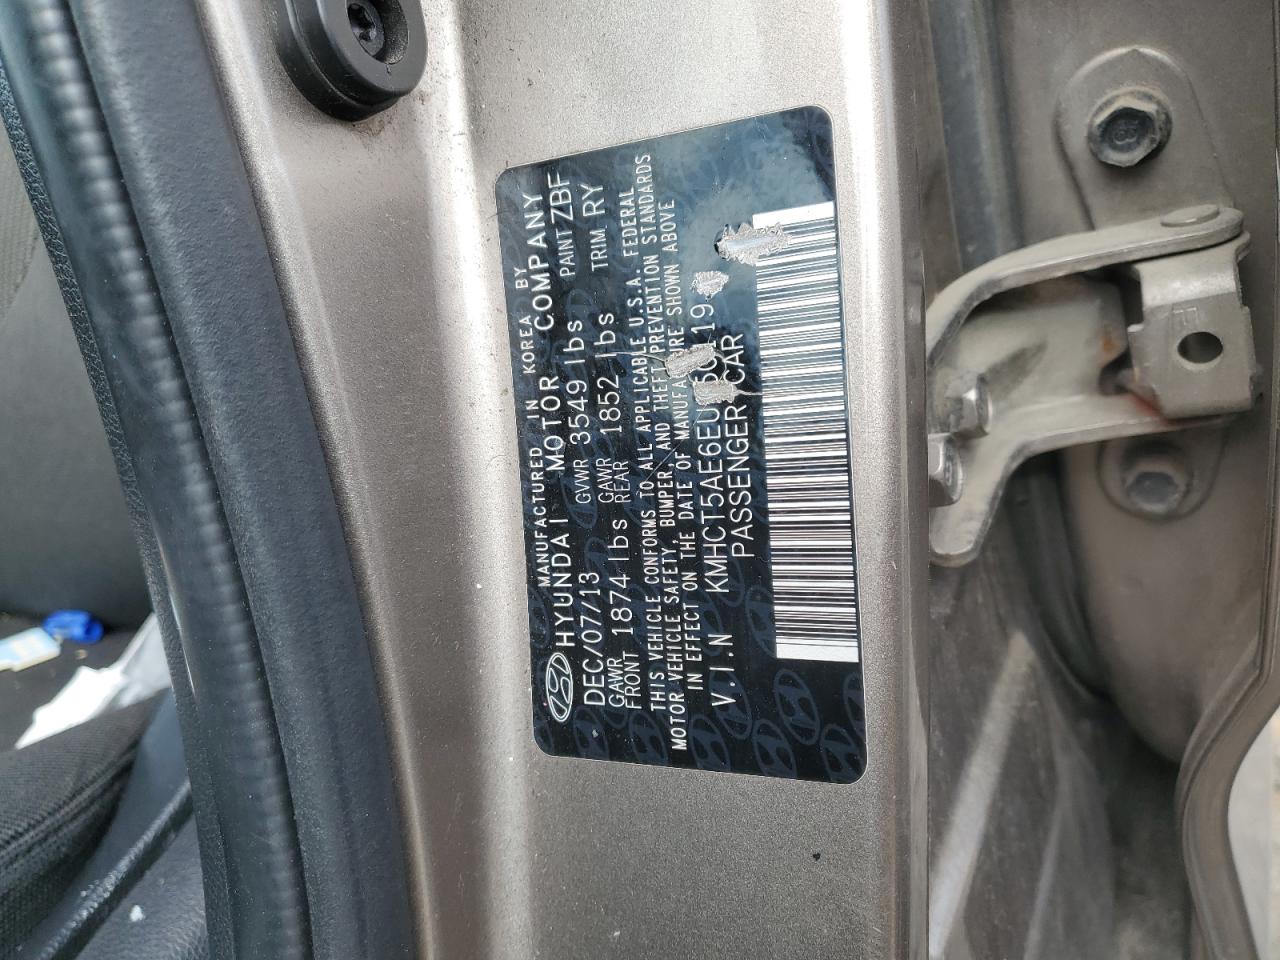 MANUFACTURED IN KOREA BY
HYUNDAI MOTOR COMPANY
DEC/07/13 GVWR 3549 lbs PAINT ZBF
GAWR FRONT 1874 lbs GAWR REAR 1852 lbs TRIM RY
THIS VEHICLE CONFORMS TO ALL APPLICABLE U.S.A. FEDERAL
MOTOR VEHICLE SAFETY, BUMPER, AND THEFT PREVENTION STANDARDS
IN EFFECT ON THE DATE OF MANUFACTURE SHOWN ABOVE
V.I.N
PASSENGER CAR